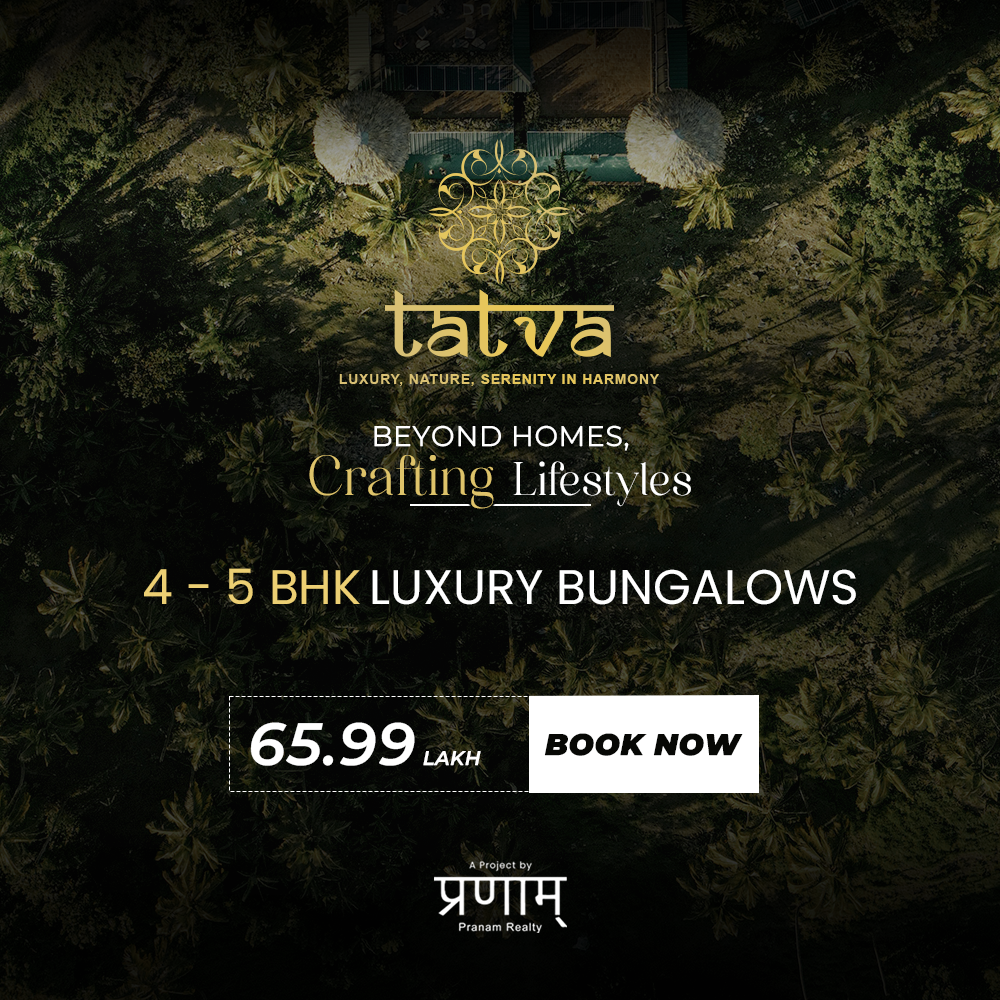 tatva
LUXURY, NATURE, SERENITY IN HARMONY
BEYOND HOMES,
Crafting Lifestyles
4 - 5 BHK LUXURY BUNGALOWS
65.99 LAKH
BOOK NOW
A Project by
प्रणाम्
Pranam Realty